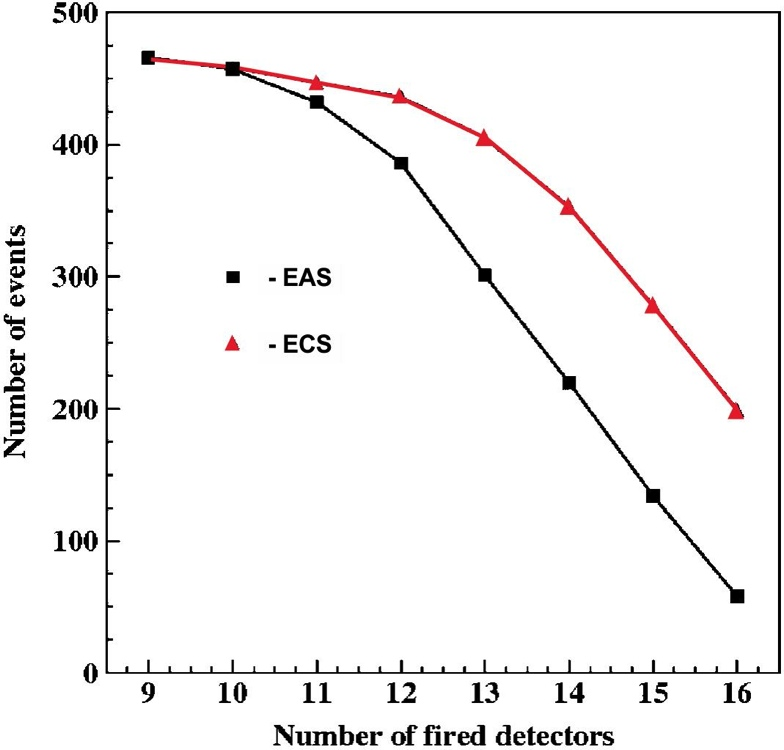 500
400
300
200
100
0
Number of events
- EAS
- ECS
9 10 11 12 13 14 15 16
Number of fired detectors